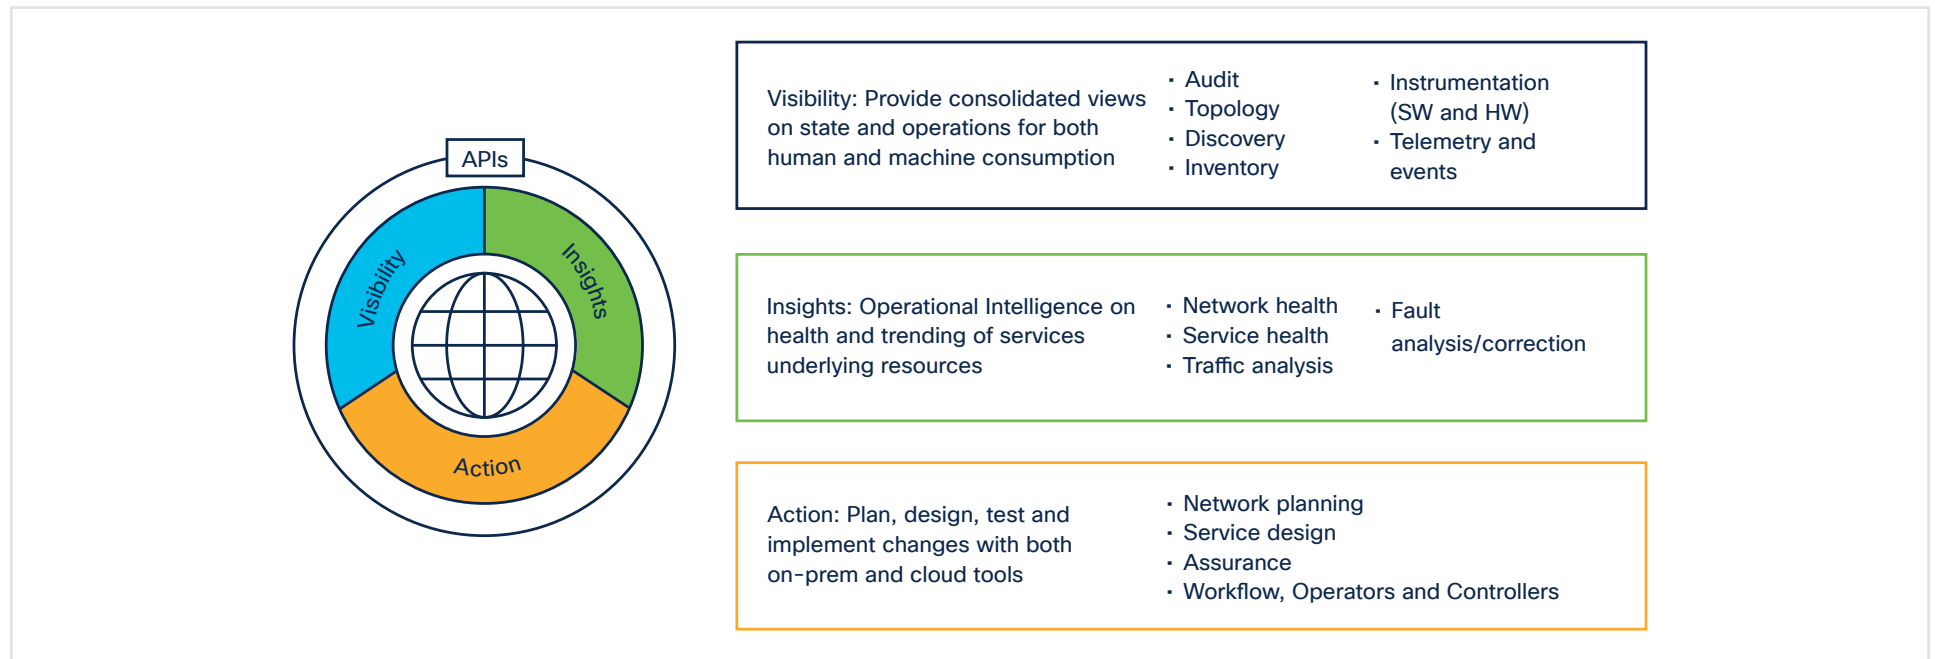 APIs
Visibility
Insights
Action
Visibility: Provide consolidated views
on state and operations for both
human and machine consumption
· Audit
· Topology
· Discovery
· Inventory
· Instrumentation
(SW and HW)
· Telemetry and
events
Insights: Operational Intelligence on
health and trending of services
underlying resources
· Network health
· Service health
· Traffic analysis
· Fault
analysis/correction
Action: Plan, design, test and
implement changes with both
on-prem and cloud tools
· Network planning
· Service design
· Assurance
· Workflow, Operators and Controllers